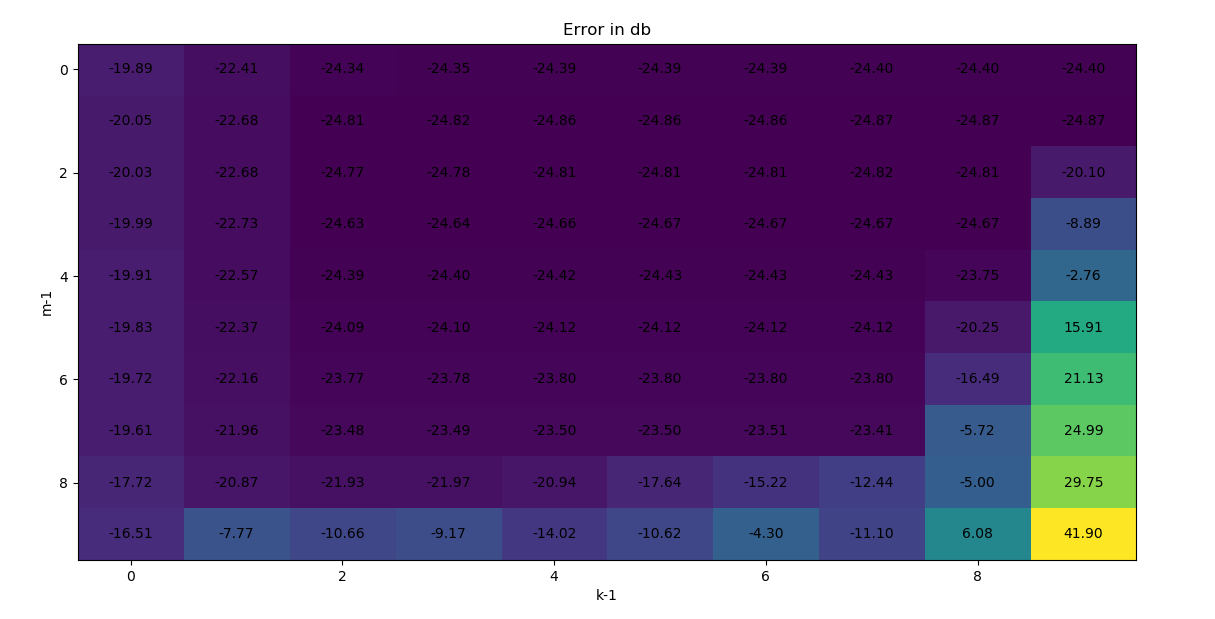 Error in db
0 -19.89 -22.41 -24.34 -24.35 -24.39 -24.39 -24.39 -24.40 -24.40 -24.40
-20.05 -22.68 -24.81 -24.82 -24.86 -24.86 -24.86 -24.87 -24.87 -24.87
2 -20.03 -22.68 -24.77 -24.78 -24.81 -24.81 -24.81 -24.82 -24.81 -20.10
-19.99 -22.73 -24.63 -24.64 -24.66 -24.67 -24.67 -24.67 -24.67 -8.89
4 -19.91 -22.57 -24.39 -24.40 -24.42 -24.43 -24.43 -24.43 -23.75 -2.76
m-1
-19.83 -22.37 -24.09 -24.10 -24.12 -24.12 -24.12 -24.12 -20.25 15.91
6 -19.72 -22.16 -23.77 -23.78 -23.80 -23.80 -23.80 -23.80 -16.49 21.13
-19.61 -21.96 -23.48 -23.49 -23.50 -23.50 -23.51 -23.41 -5.72 24.99
8 -17.72 -20.87 -21.93 -21.97 -20.94 -17.64 -15.22 -12.44 -5.00 29.75
-16.51 -7.77 -10.66 -9.17 -14.02 -10.62 -4.30 -11.10 6.08 41.90
0 2 4 6 8
k-1